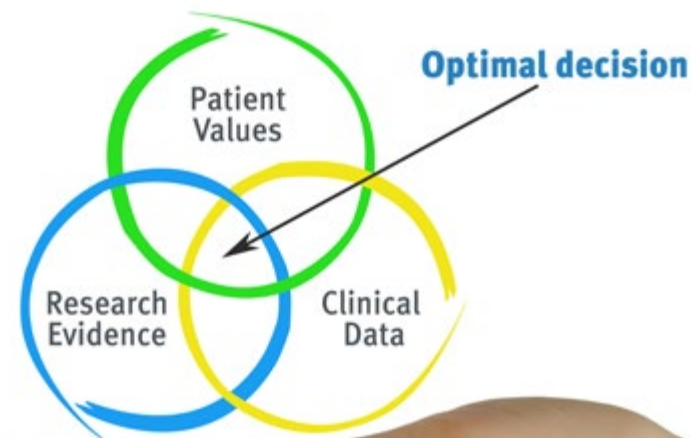 Optimal decision
Patient
Values
Research
Evidence
Clinical
Data